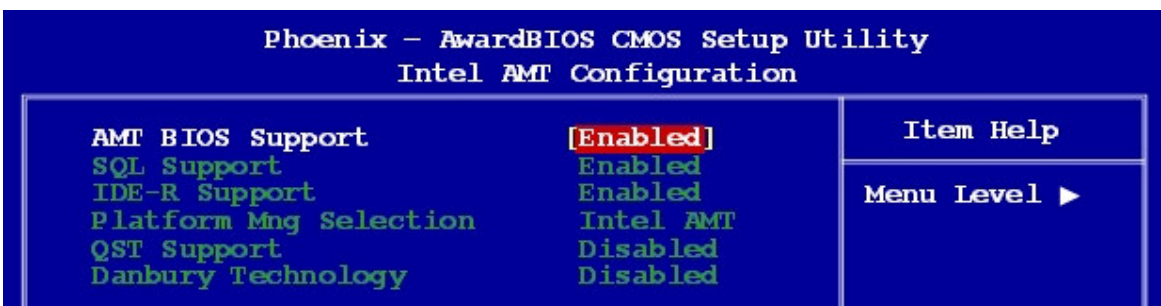 Phoenix – AwardBIOS CMOS Setup Utility
Intel AMT Configuration
AMT BIOS Support [Enabled]
SQL Support Enabled
IDE-R Support Enabled
Platform Mng Selection Intel AMT
QST Support Disabled
Danbury Technology Disabled
Item Help
Menu Level ▶